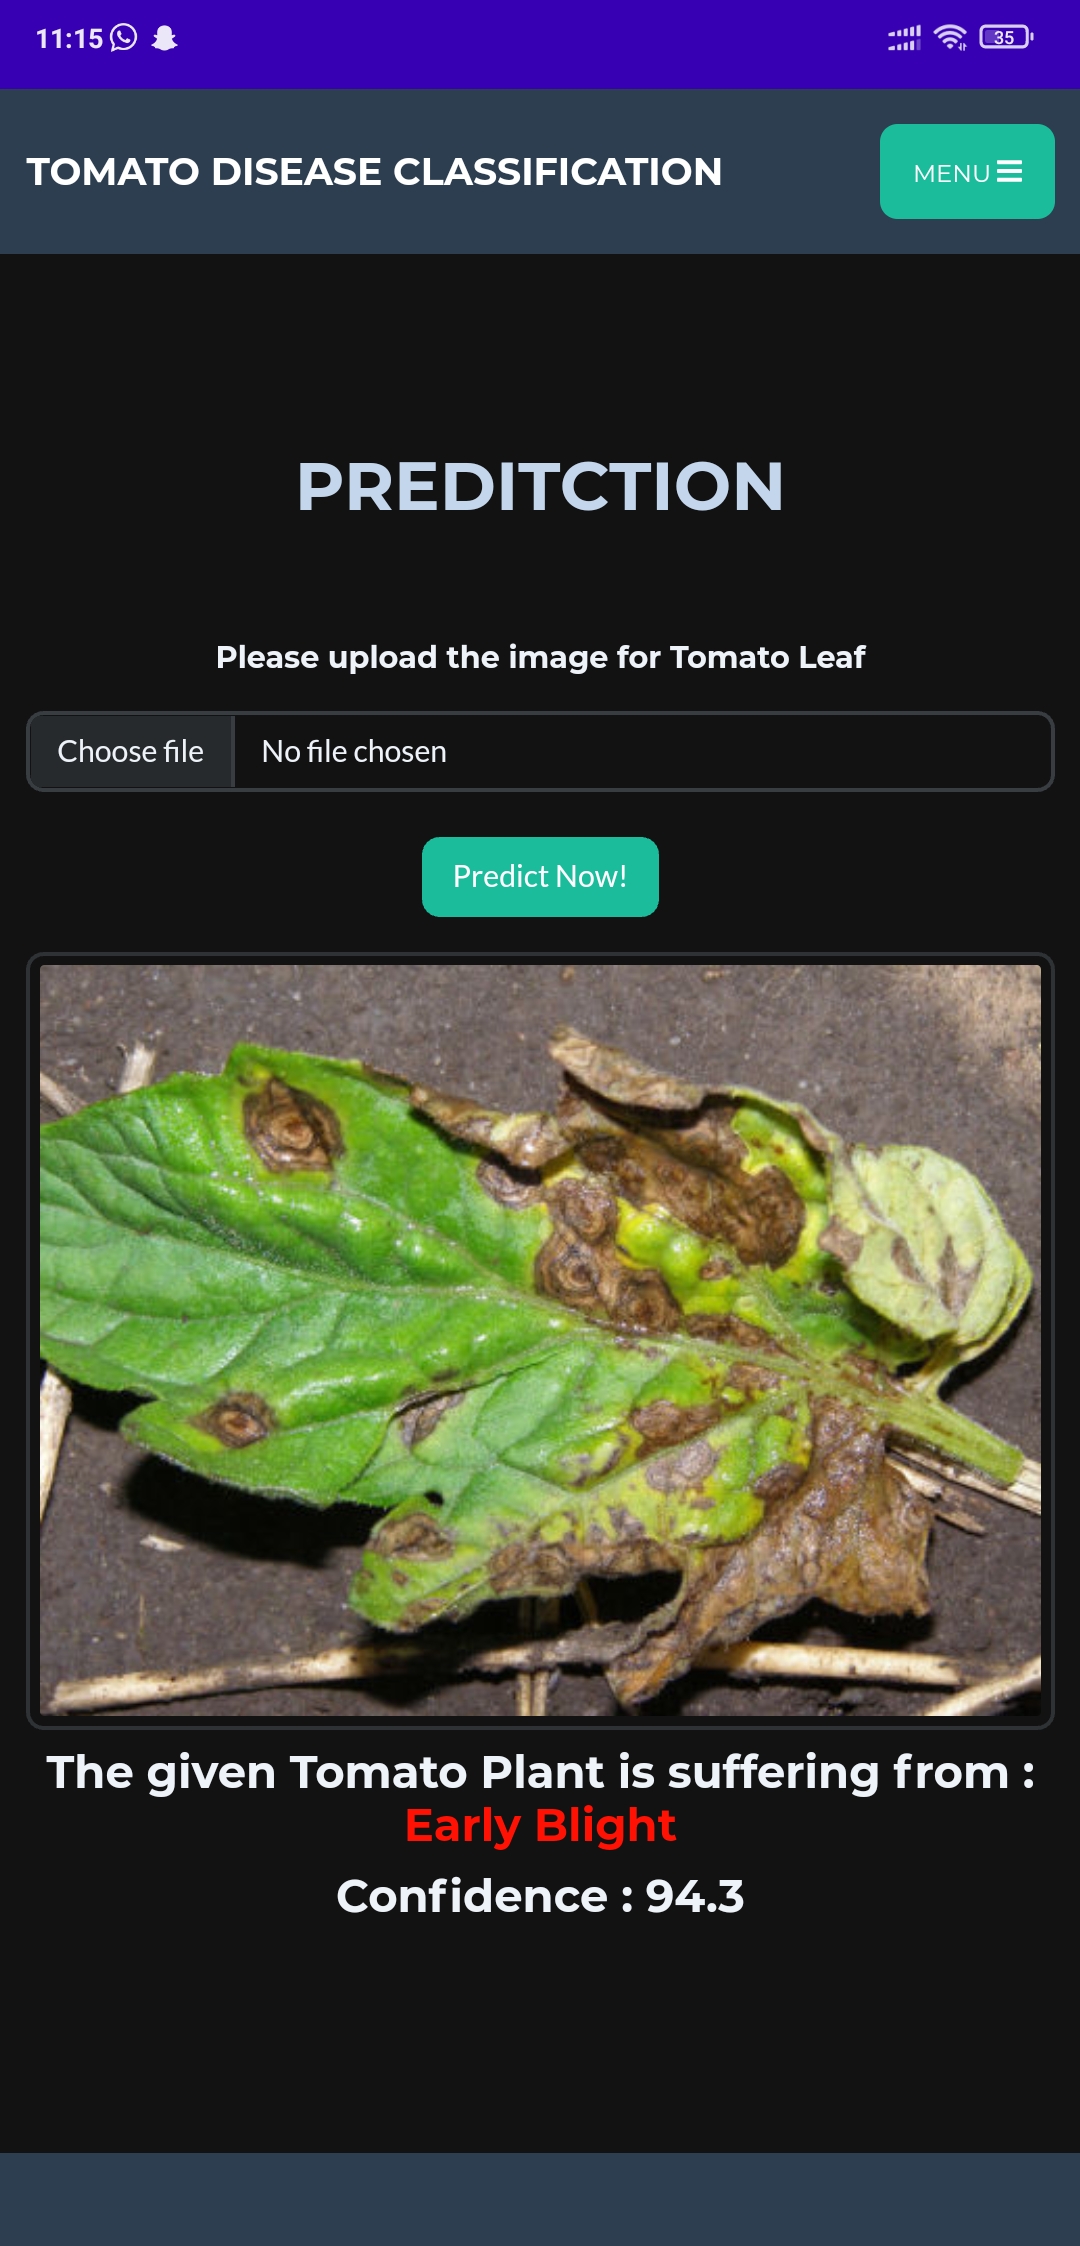 11:15
35
TOMATO DISEASE CLASSIFICATION
MENU
PREDITCTION
Please upload the image for Tomato Leaf
Choose file No file chosen
Predict Now!
The given Tomato Plant is suffering from :
Early Blight
Confidence : 94.3